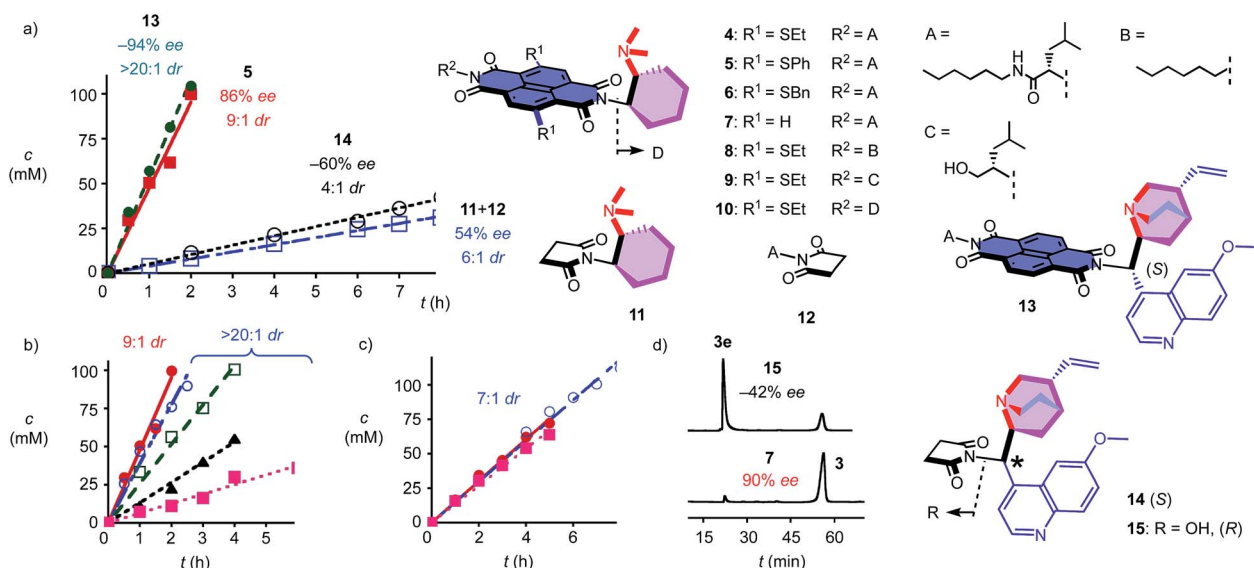 a)
13
–94% ee
>20:1 dr
5
86% ee
9:1 dr
14
–60% ee
4:1 dr
c
(mM)
100
75
50
25
0
0 1 2 3 4 5 6 7 t (h)
11+12
54% ee
6:1 dr
R¹
R²
N
O
O
N
O
O
R¹
N
D
N
O
O
N
11
4: R¹ = SEt R² = A
5: R¹ = SPh R² = A
6: R¹ = SBn R² = A
7: R¹ = H R² = A
8: R¹ = SEt R² = B
9: R¹ = SEt R² = C
10: R¹ = SEt R² = D
A
N
O
O
12
A =
H
N
O
B =
C =
HO
A
N
O
O
N
O
O
N
(S)
O
N
13
b)
9:1 dr
>20:1 dr
c
(mM)
100
75
50
25
0
0 1 2 3 4 5
t (h)
c)
7:1 dr
c
(mM)
100
75
50
25
0
0 2 4 6
t (h)
d)
3e
15
–42% ee
7
90% ee
3
15 30 45 60
t (min)
N
O
N
O
*
O
R
N
14 (S)
15: R = OH, (R)